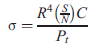 σ = R⁴(S/N)C / Pₜ